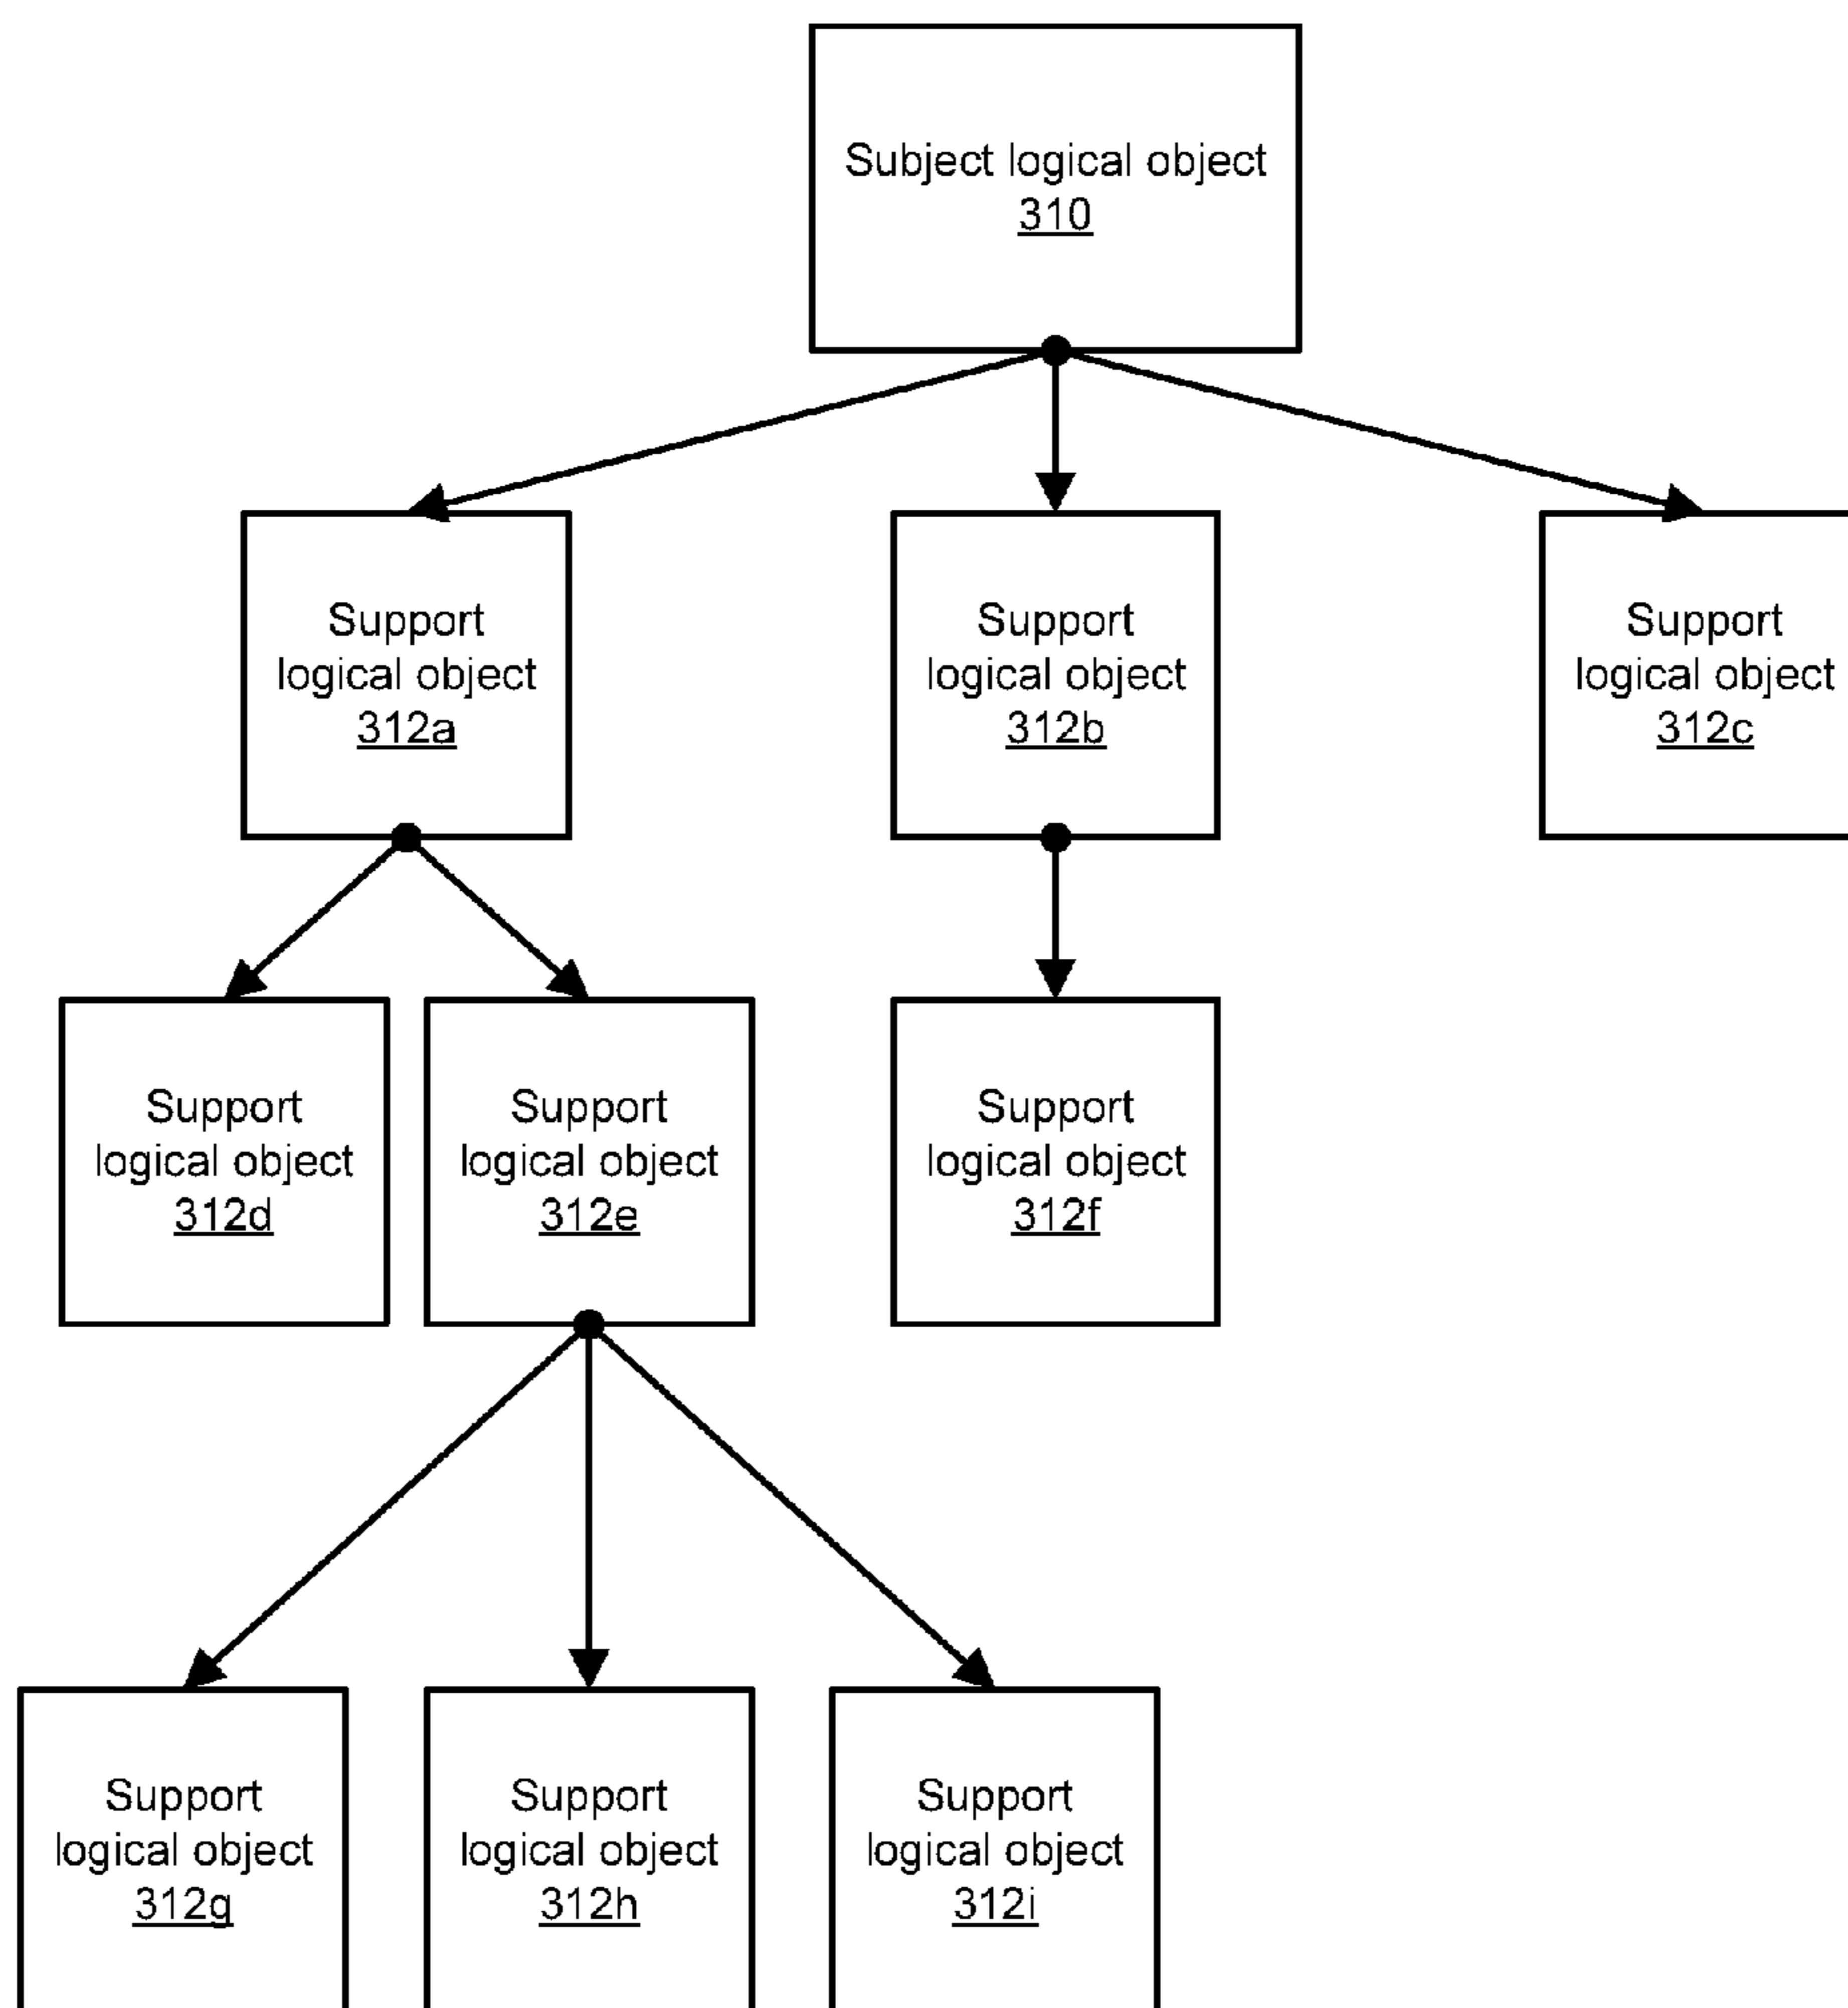 Subject logical object
310
Support
logical object
312a
Support
logical object
312b
Support
logical object
312c
Support
logical object
312d
Support
logical object
312e
Support
logical object
312f
Support
logical object
312g
Support
logical object
312h
Support
logical object
312i